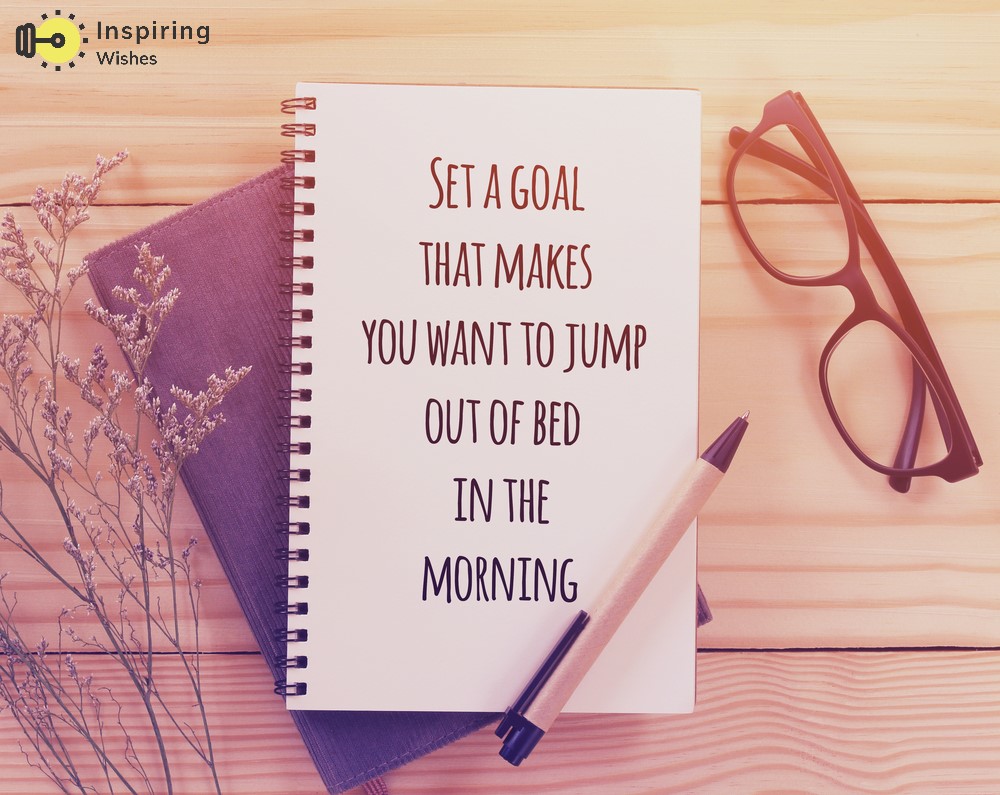 Inspiring
Wishes
SET A GOAL
THAT MAKES
YOU WANT TO JUMP
OUT OF BED
IN THE
MORNING